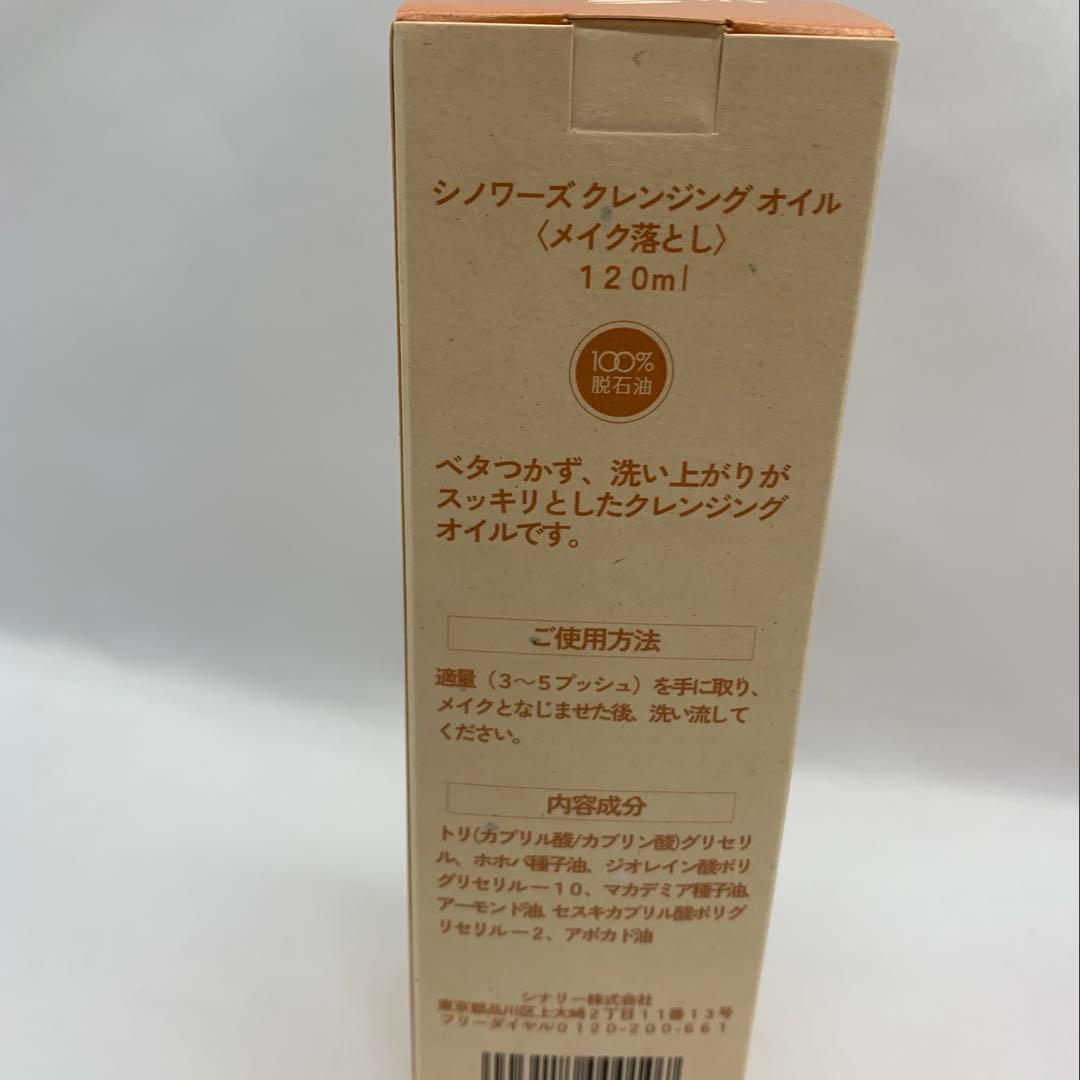 シノワーズ クレンジング オイル
〈メイク落とし〉
120ml
100%
脱石油
ベタつかず、洗い上がりが
スッキリとしたクレンジング
オイルです。
ご使用方法
適量（3〜5プッシュ）を手に取り、
メイクとなじませた後、洗い流して
ください。
内容成分
トリ(カプリル酸/カプリン酸)グリセリ
ル、ホホバ種子油、ジオレイン酸ポリ
グリセリル－10、マカデミア種子油、
アーモンド油、セスキカプリル酸ポリグ
リセリル－2、アボカド油
シナリー株式会社
東京都品川区上大崎2丁目11番13号
フリーダイヤル0120-200-661